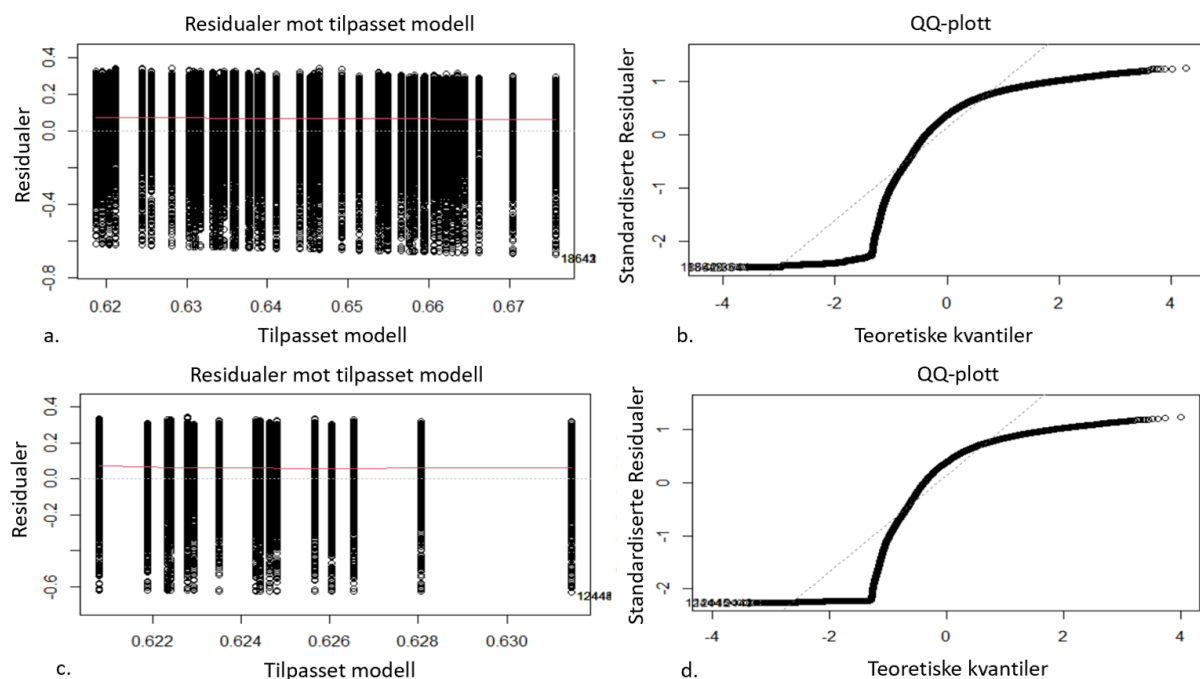 Residualer mot tilpasset modell
QQ-plott
Residualer
0.4
0.2
0.0
-0.4
-0.8
18643
0.62 0.63 0.64 0.65 0.66 0.67
a.
Tilpasset modell
Standardiserte Residualer
1
0
-1
-2
-4 -2 0 2 4
b.
Teoretiske kvantiler
Residualer mot tilpasset modell
QQ-plott
Residualer
0.4
0.2
0.0
-0.2
-0.6
0.622 0.624 0.626 0.628 0.630
c.
Tilpasset modell
Standardiserte Residualer
1
0
-1
-2
-4 -2 0 2 4
d.
Teoretiske kvantiler